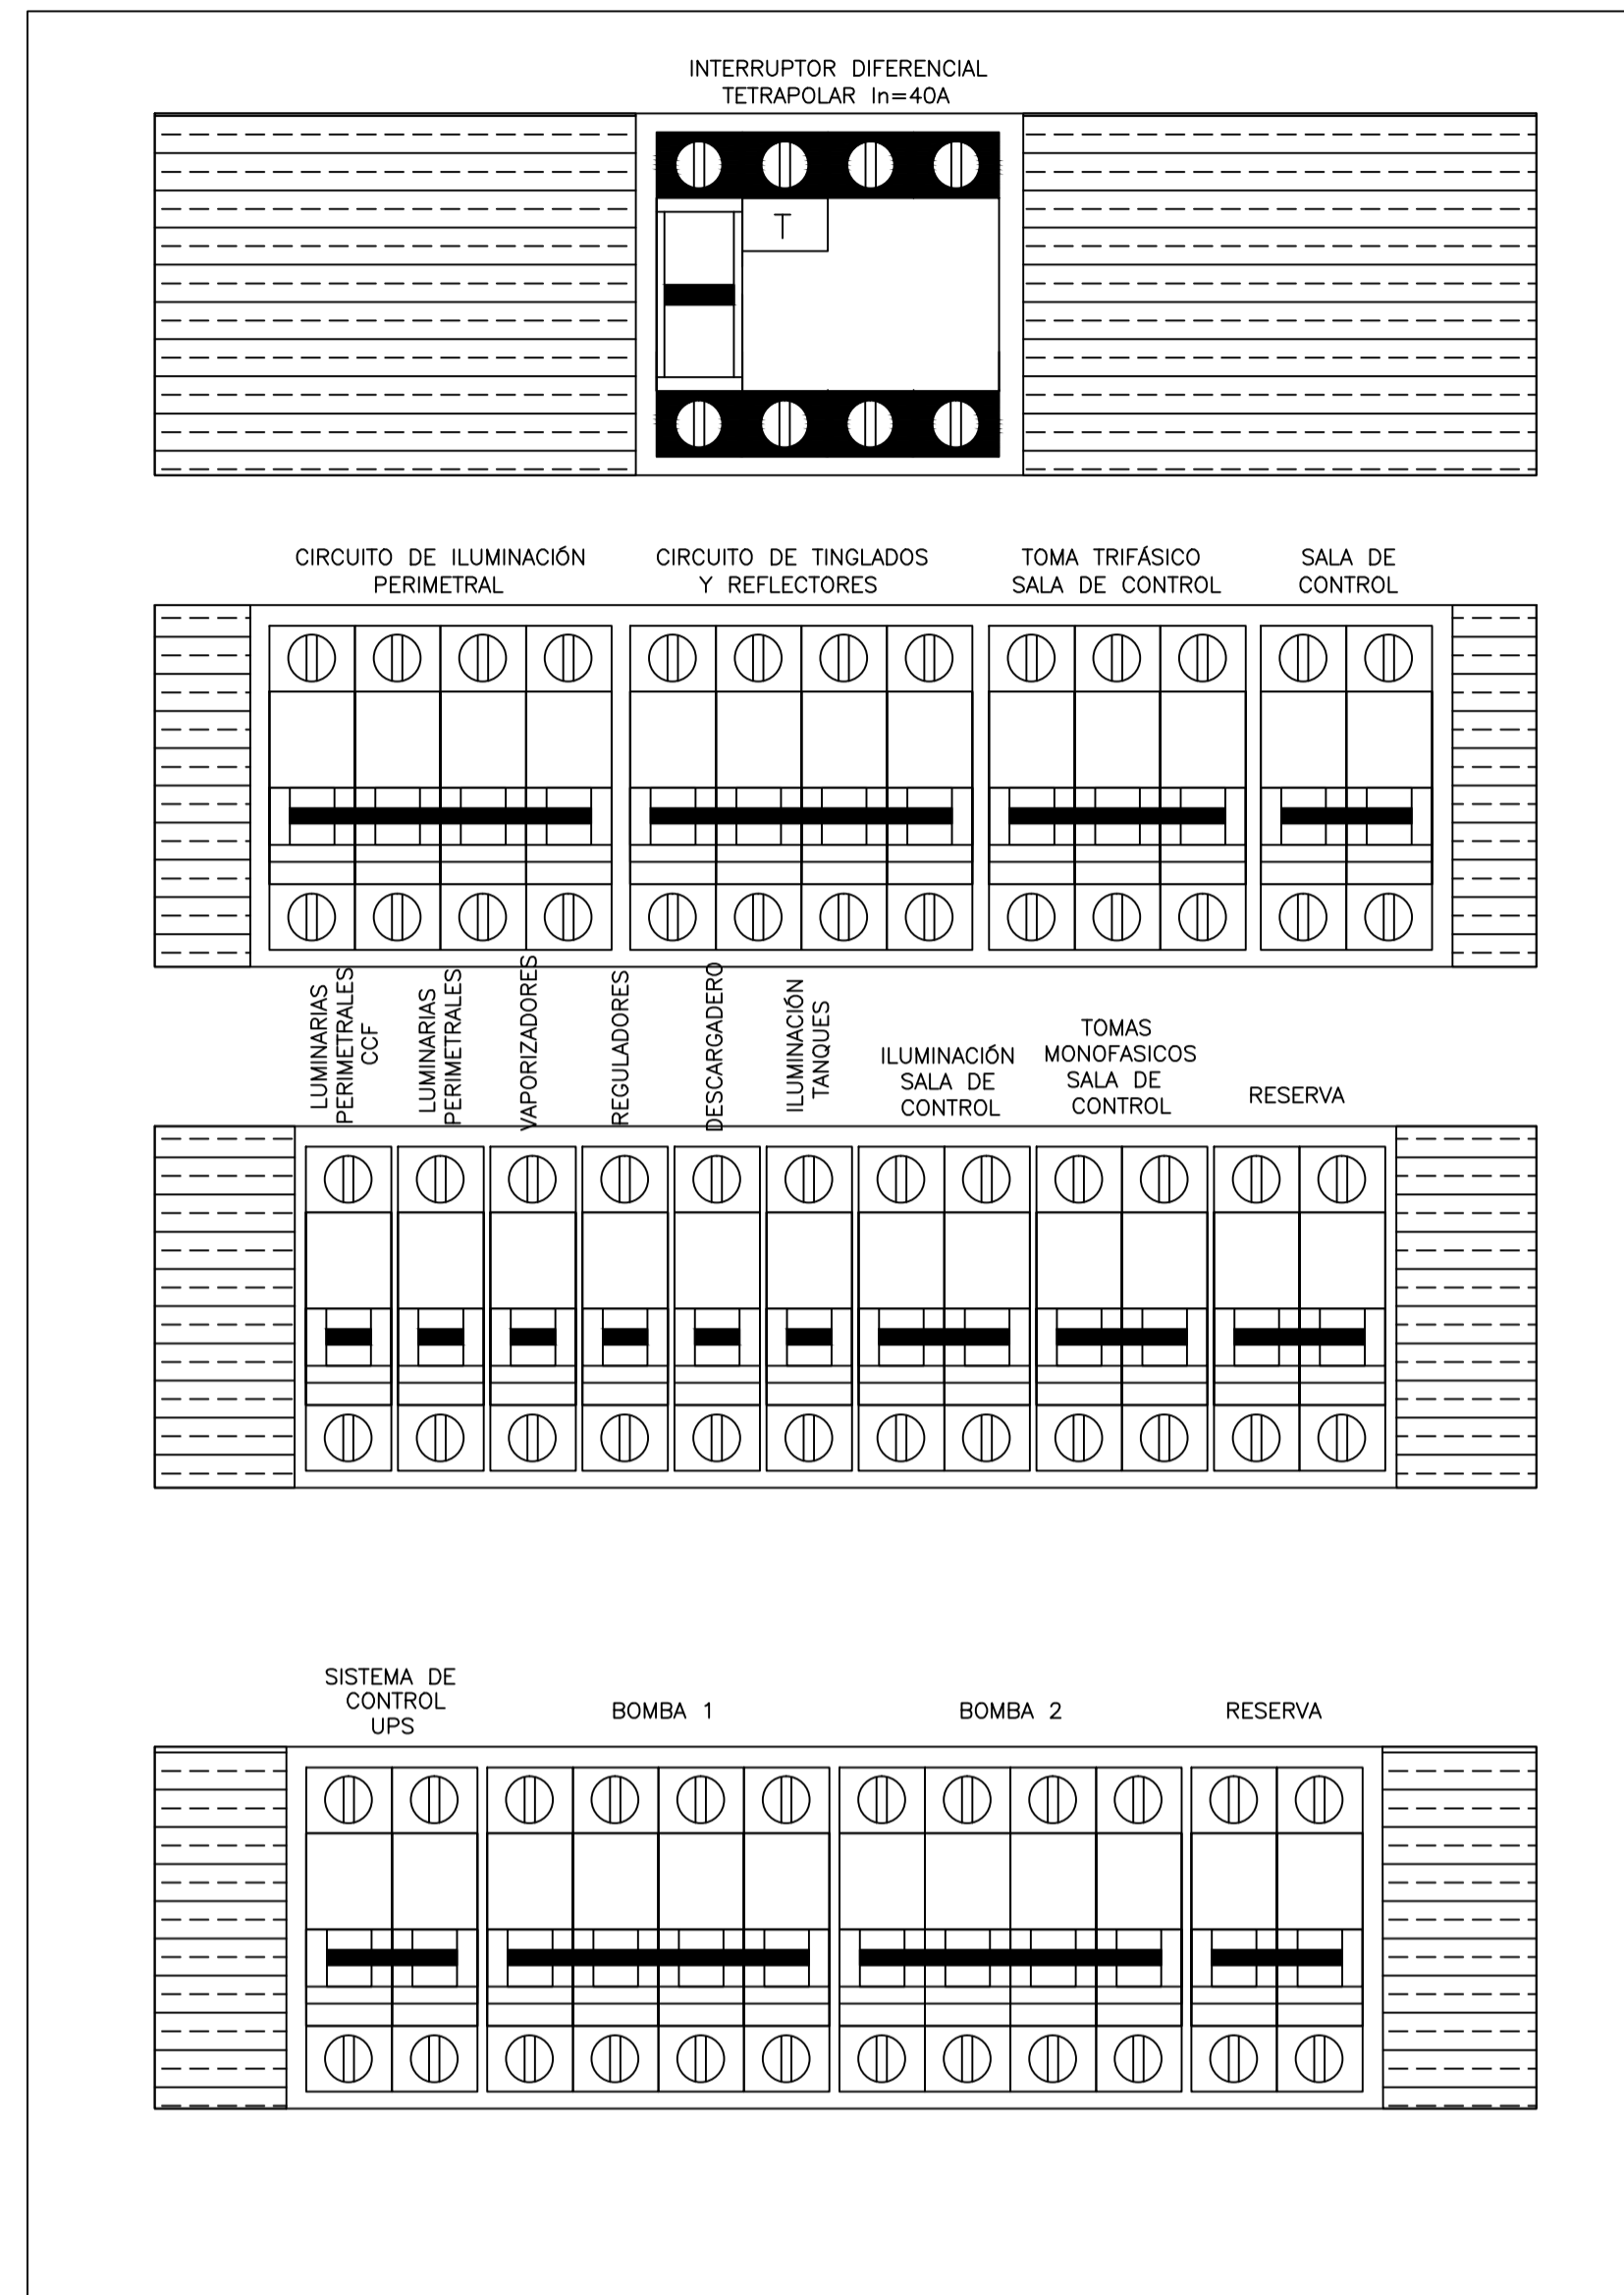 INTERRUPTOR DIFERENCIAL
TETRAPOLAR In=40A
T
CIRCUITO DE ILUMINACIÓN
PERIMETRAL
CIRCUITO DE TINGLADOS
Y REFLECTORES
TOMA TRIFÁSICO
SALA DE CONTROL
SALA DE
CONTROL
LUMINARIAS
PERIMETRALES
CCF
LUMINARIAS
PERIMETRALES
VAPORIZADORES
REGULADORES
DESCARGADERO
ILUMINACIÓN
TANQUES
ILUMINACIÓN
SALA DE
CONTROL
TOMAS
MONOFASICOS
SALA DE
CONTROL
RESERVA
SISTEMA DE
CONTROL
UPS
BOMBA 1
BOMBA 2
RESERVA